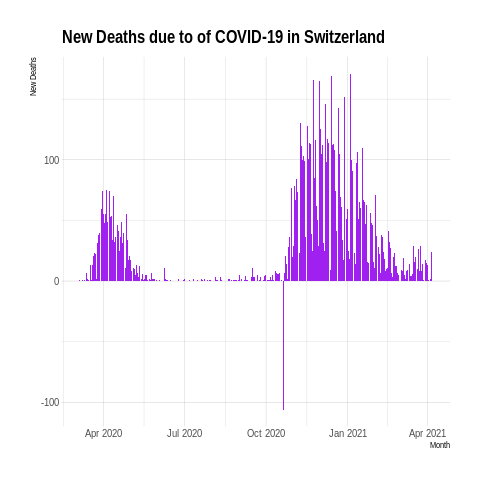 New Deaths due to of COVID-19 in Switzerland
New Deaths
100
0
-100
Apr 2020
Jul 2020
Oct 2020
Jan 2021
Apr 2021
Month